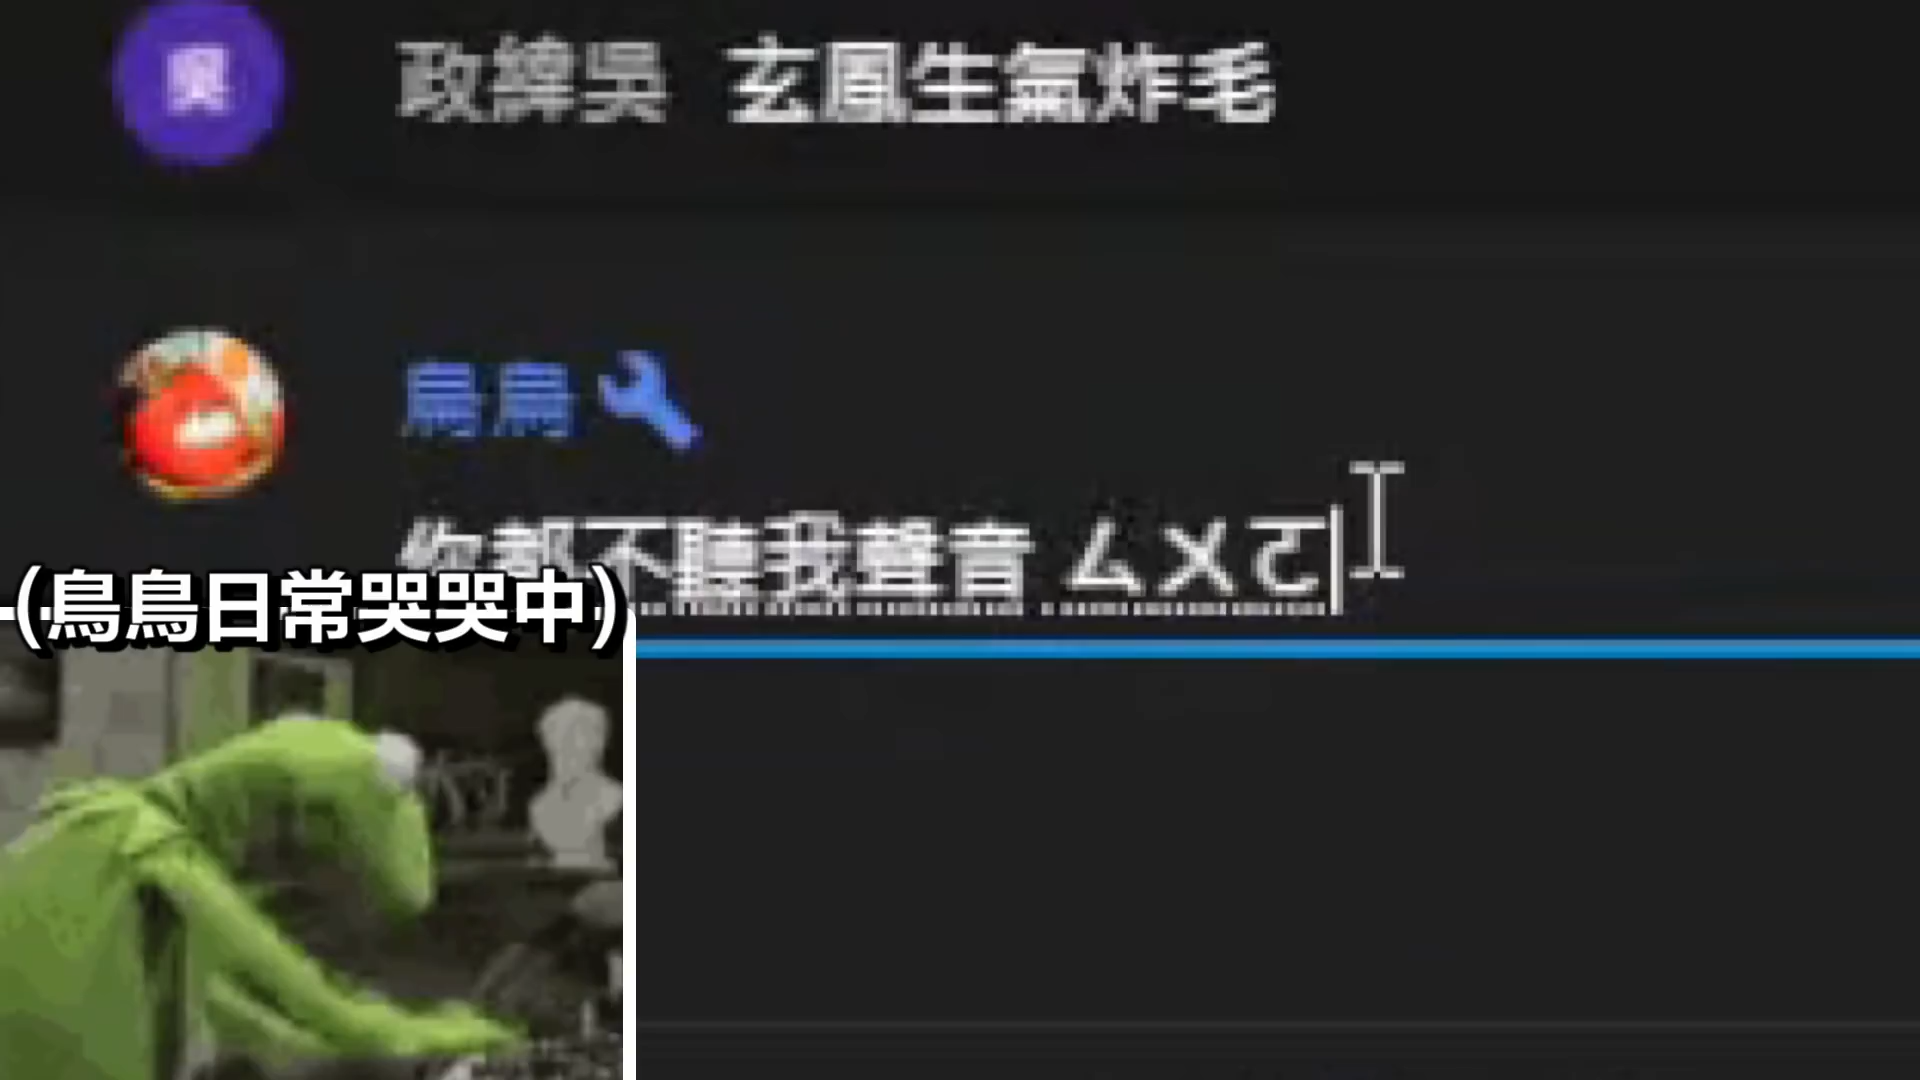 吳
政緯吳 玄鳳生氣炸毛
鳥鳥
你都不聽我聲音 ㄙㄨㄛ
(鳥鳥日常哭哭中)